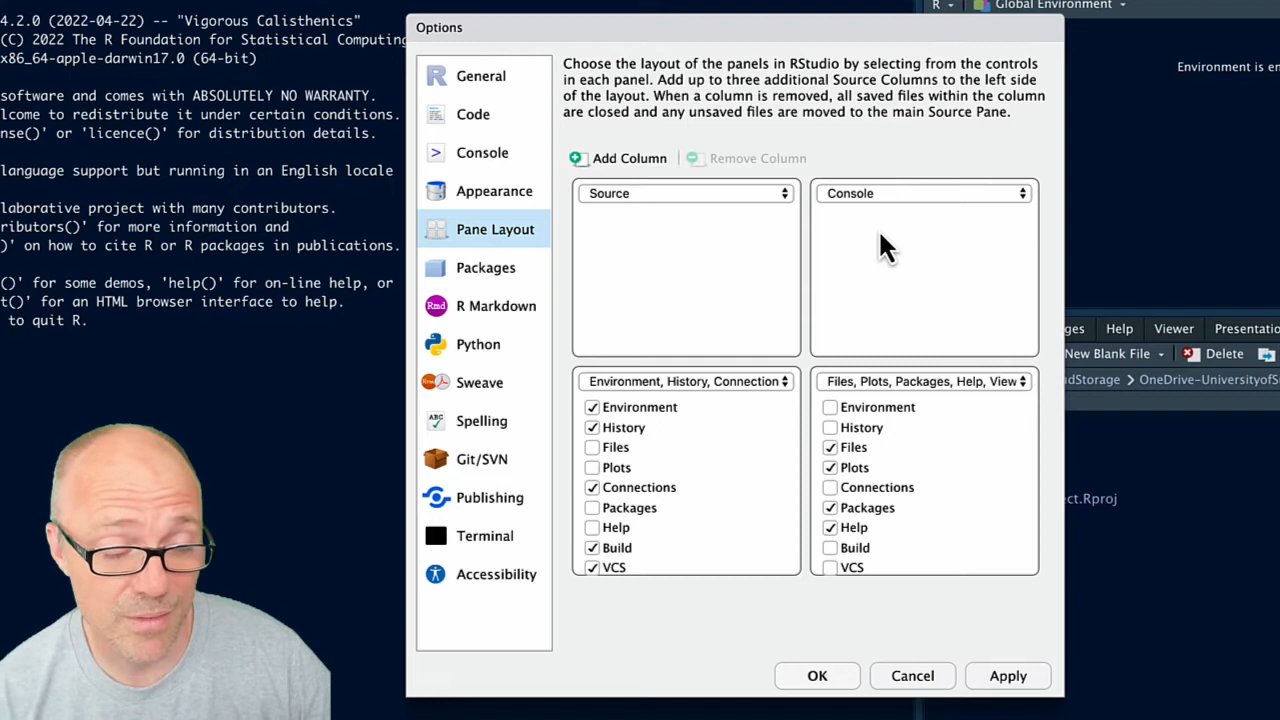 4.2.0 (2022-04-22) -- "Vigorous Calisthenics"
(C) 2022 The R Foundation for Statistical Computing
x86_64-apple-darwin17.0 (64-bit)
software and comes with ABSOLUTELY NO WARRANTY.
lcome to redistribute it under certain conditions.
nse()' or 'licence()' for distribution details.
language support but running in an English locale
laborative project with many contributors.
ributors()' for more information and
)' on how to cite R or R packages in publications.
()' for some demos, 'help()' for on-line help, or
t()' for an HTML browser interface to help.
to quit R.
Options
R General
Code
> Console
Appearance
Pane Layout
Packages
Rmd R Markdown
Python
Sweave
ABC Spelling
Git/SVN
Publishing
Terminal
Accessibility
Choose the layout of the panels in RStudio by selecting from the controls
in each panel. Add up to three additional Source Columns to the left side
of the layout. When a column is removed, all saved files within the column
are closed and any unsaved files are moved to the main Source Pane.
Add Column
Remove Column
Source
Console
Environment, History, Connection
Environment
History
Files
Plots
Connections
Packages
Help
Build
VCS
Files, Plots, Packages, Help, View
Environment
History
Files
Plots
Connections
Packages
Help
Build
VCS
OK
Cancel
Apply
R
Global Environment
Environment is en
ges
Help
Viewer
Presentatio
New Blank File
Delete
udStorage > OneDrive-UniversityofS
ct.Rproj